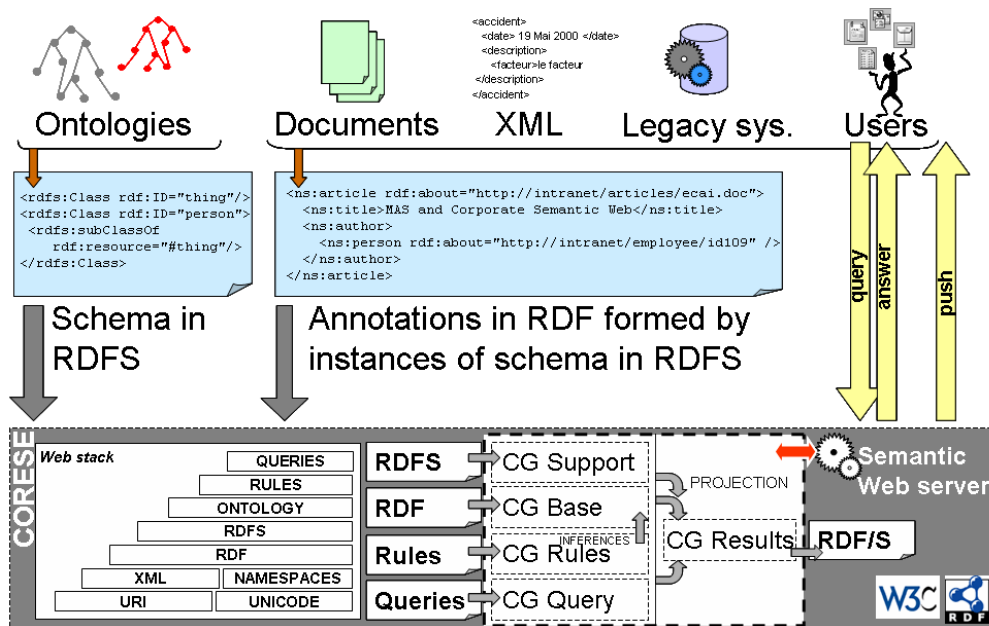 <accident>
<date> 19 Mai 2000 </date>
<description>
<facteur>le facteur
</description>
</accident>
Ontologies
Documents
XML
Legacy sys.
Users
<rdfs:Class rdf:ID="thing"/>
<rdfs:Class rdf:ID="person">
<rdfs:subClassOf
rdf:resource="#thing"/>
</rdfs:Class>
<ns:article rdf:about="http://intranet/articles/ecai.doc">
<ns:title>MAS and Corporate Semantic Web</ns:title>
<ns:author>
<ns:person rdf:about="http://intranet/employee/id109" />
</ns:author>
</ns:article>
query
answer
push
Schema in
RDFS
Annotations in RDF formed by
instances of schema in RDFS
CORESE
Web stack
QUERIES
RULES
ONTOLOGY
RDFS
RDF
XML
NAMESPACES
URI
UNICODE
RDFS
RDF
Rules
Queries
CG Support
CG Base
INFERENCES
CG Rules
CG Query
PROJECTION
CG Results
Semantic
Web server
RDF/S
W3C
RDF